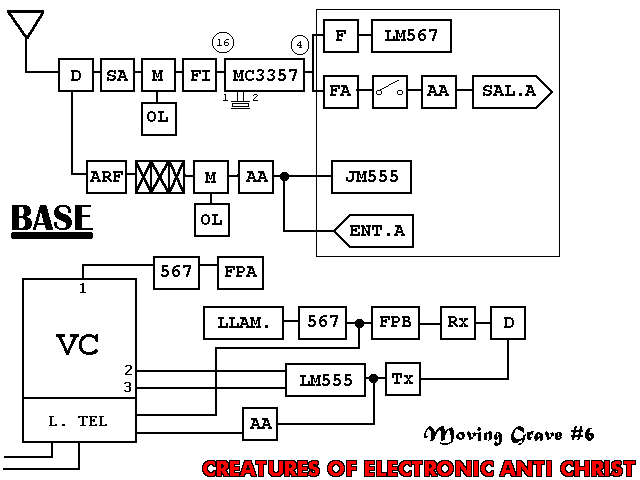 16
4
F LM567
D SA M FI MC3357
1 2
FA AA SAL.A
OL
ARF M AA JM555
OL
ENT.A
BASE
567 FPA
1
VC
LLAM. 567 FPB Rx D
2
3
LM555 Tx
L. TEL
AA
Moving Grave #6
CREATURES OF ELECTRONIC ANTI CHRIST